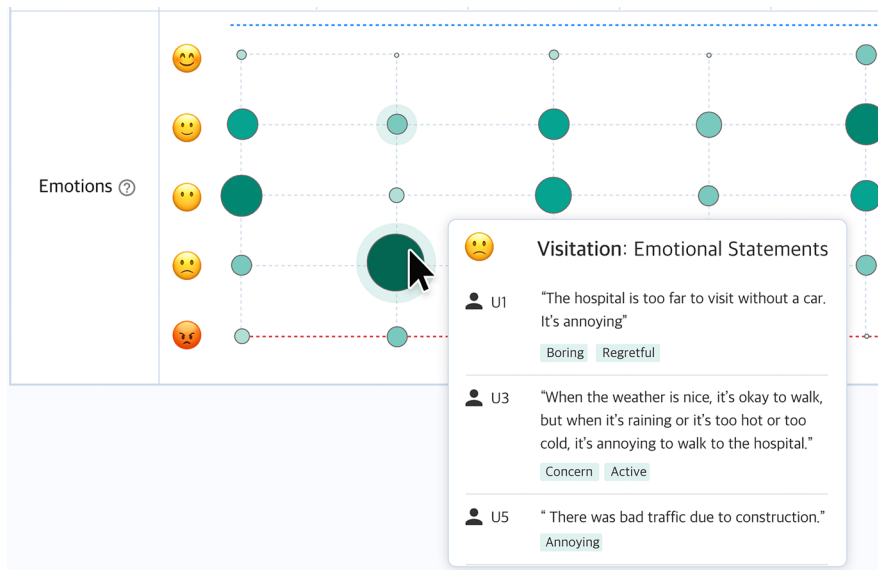 Emotions ?
Visitation: Emotional Statements
U1
“The hospital is too far to visit without a car.
It’s annoying”
Boring Regretful
U3
“When the weather is nice, it’s okay to walk,
but when it’s raining or it’s too hot or too
cold, it’s annoying to walk to the hospital.”
Concern Active
U5
“ There was bad traffic due to construction.”
Annoying